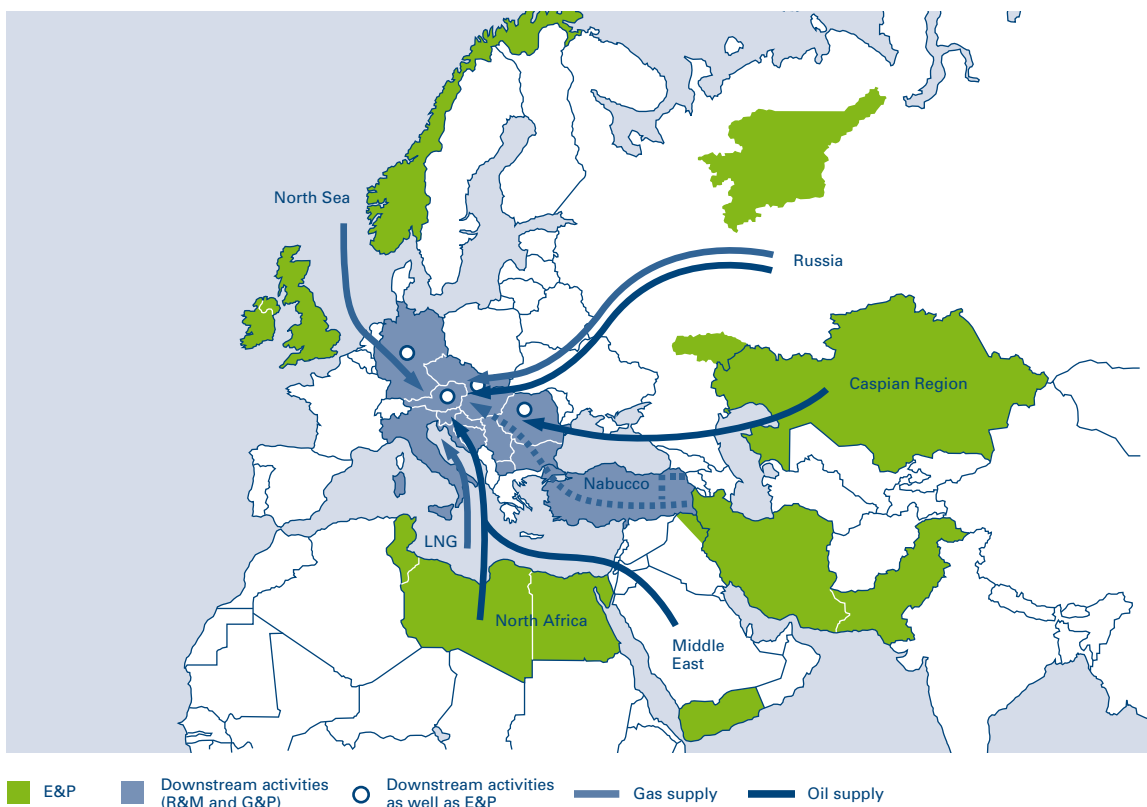 North Sea
Russia
Caspian Region
Nabucco
LNG
North Africa
Middle
East
E&P
Downstream activities
(R&M and G&P)
Downstream activities
as well as E&P
Gas supply
Oil supply